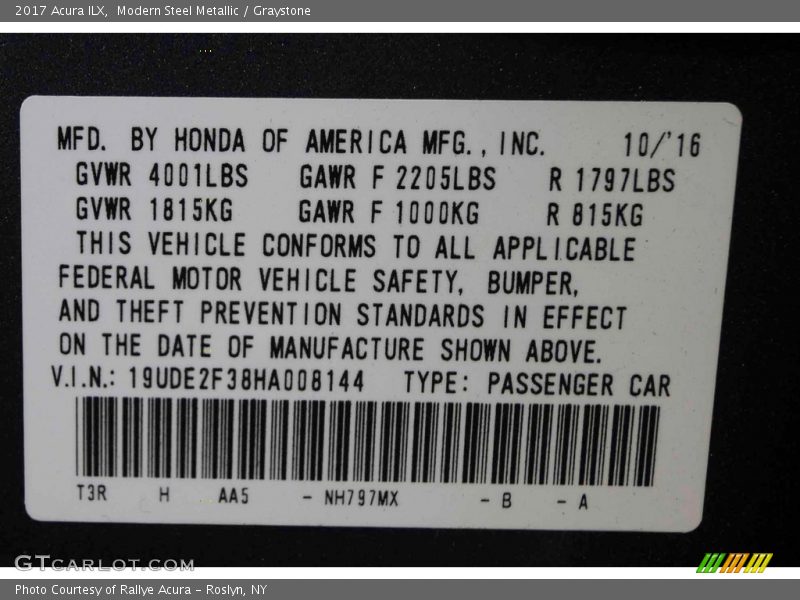 2017 Acura ILX, Modern Steel Metallic / Graystone
MFD. BY HONDA OF AMERICA MFG., INC. 10/'16
GVWR 4001LBS GAWR F 2205LBS R 1797LBS
GVWR 1815KG GAWR F 1000KG R 815KG
THIS VEHICLE CONFORMS TO ALL APPLICABLE
FEDERAL MOTOR VEHICLE SAFETY, BUMPER,
AND THEFT PREVENTION STANDARDS IN EFFECT
ON THE DATE OF MANUFACTURE SHOWN ABOVE.
V.I.N.: 19UDE2F38HA008144 TYPE: PASSENGER CAR
T3R H AA5 - NH797MX - B - A
GTCARLOT.COM
Photo Courtesy of Rallye Acura - Roslyn, NY